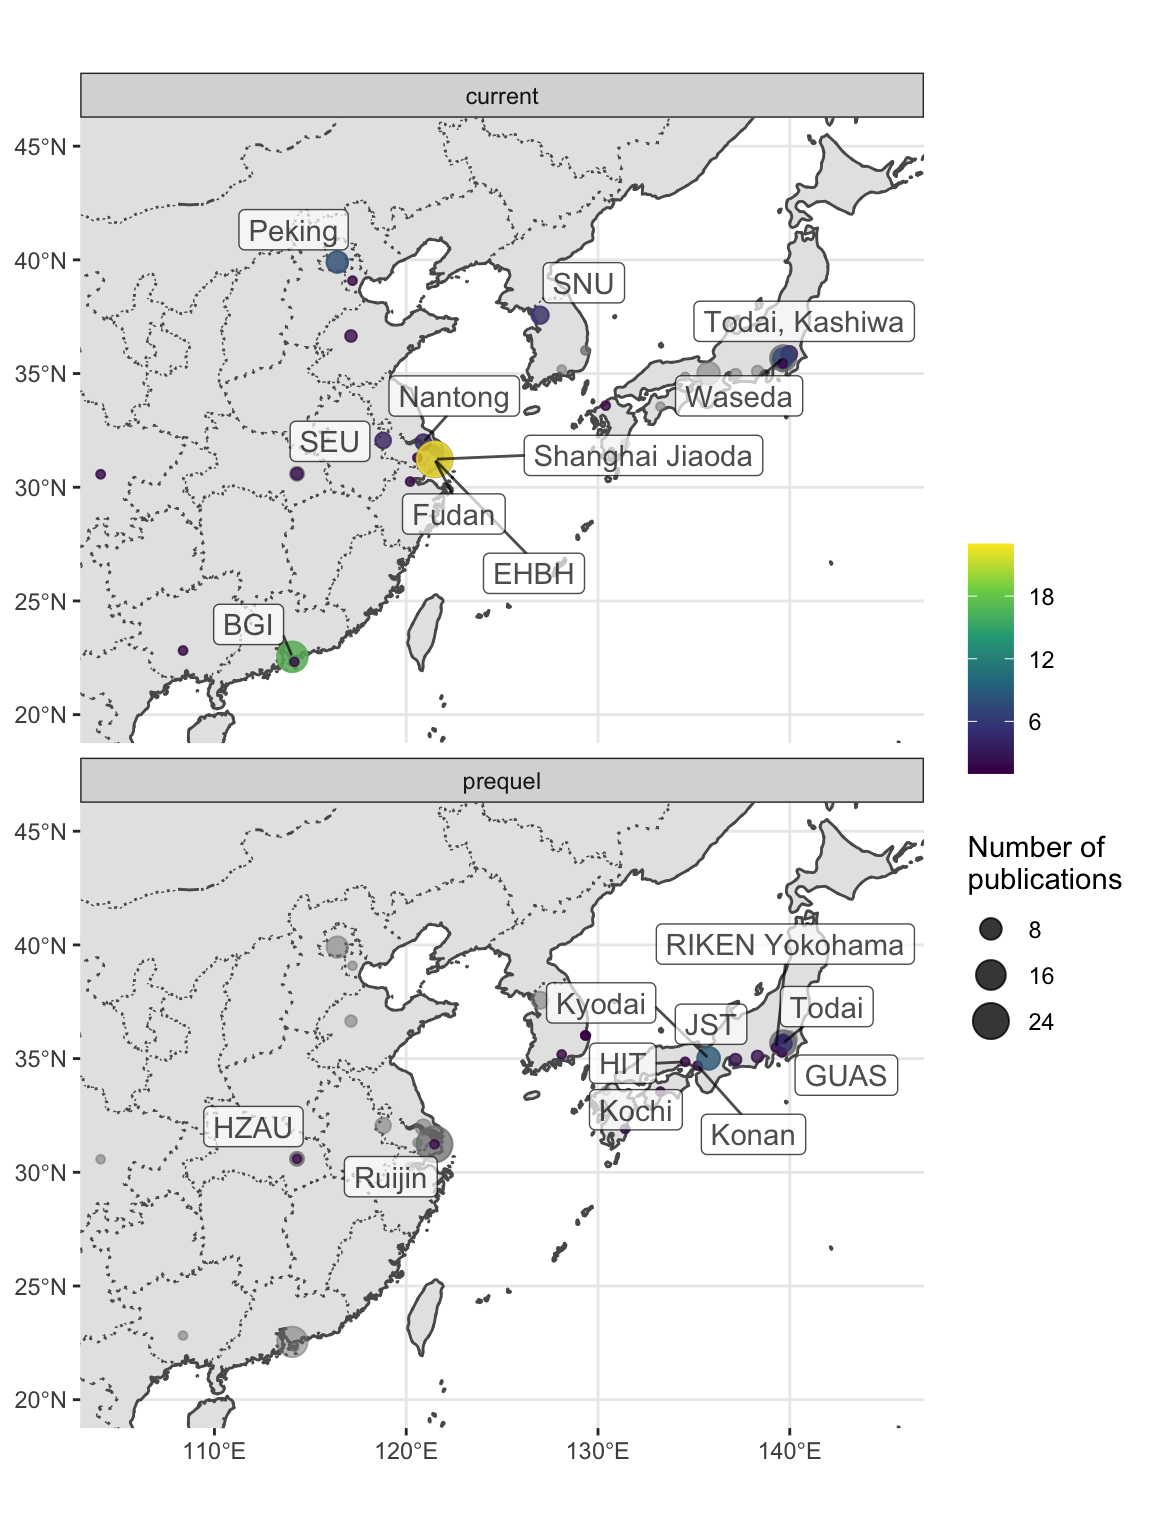 current
45°N
40°N
35°N
30°N
25°N
20°N
Peking
SNU
Todai, Kashiwa
Nantong
Waseda
SEU
Shanghai Jiaoda
Fudan
EHBH
BGI
18
12
6
prequel
45°N
40°N
35°N
30°N
25°N
20°N
RIKEN Yokohama
Kyodai
Todai
JST
HIT
GUAS
Kochi
HZAU
Konan
Ruijin
110°E
120°E
130°E
140°E
Number of
publications
8
16
24